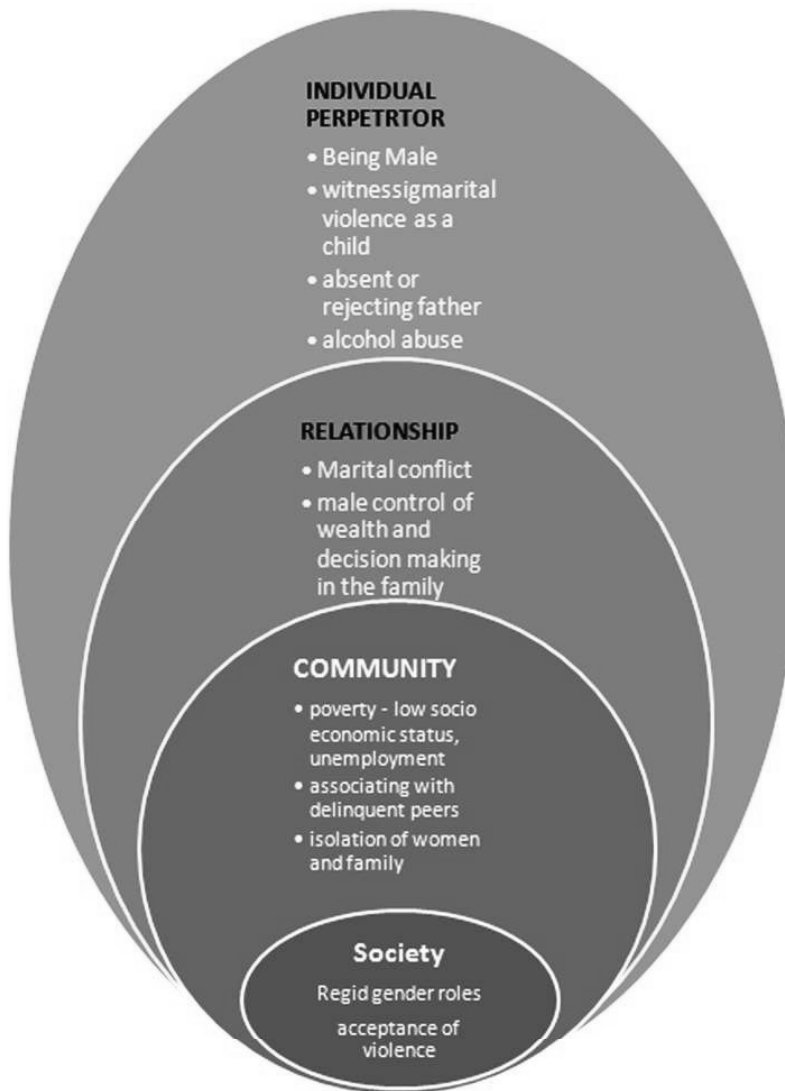 INDIVIDUAL
PERPETRTOR
• Being Male
• witnessigmarital
violence as a
child
• absent or
rejecting father
• alcohol abuse
RELATIONSHIP
• Marital conflict
• male control of
wealth and
decision making
in the family
COMMUNITY
• poverty - low socio
economic status,
unemployment
• associating with
delinquent peers
• isolation of women
and family
Society
Regid gender roles
acceptance of
violence